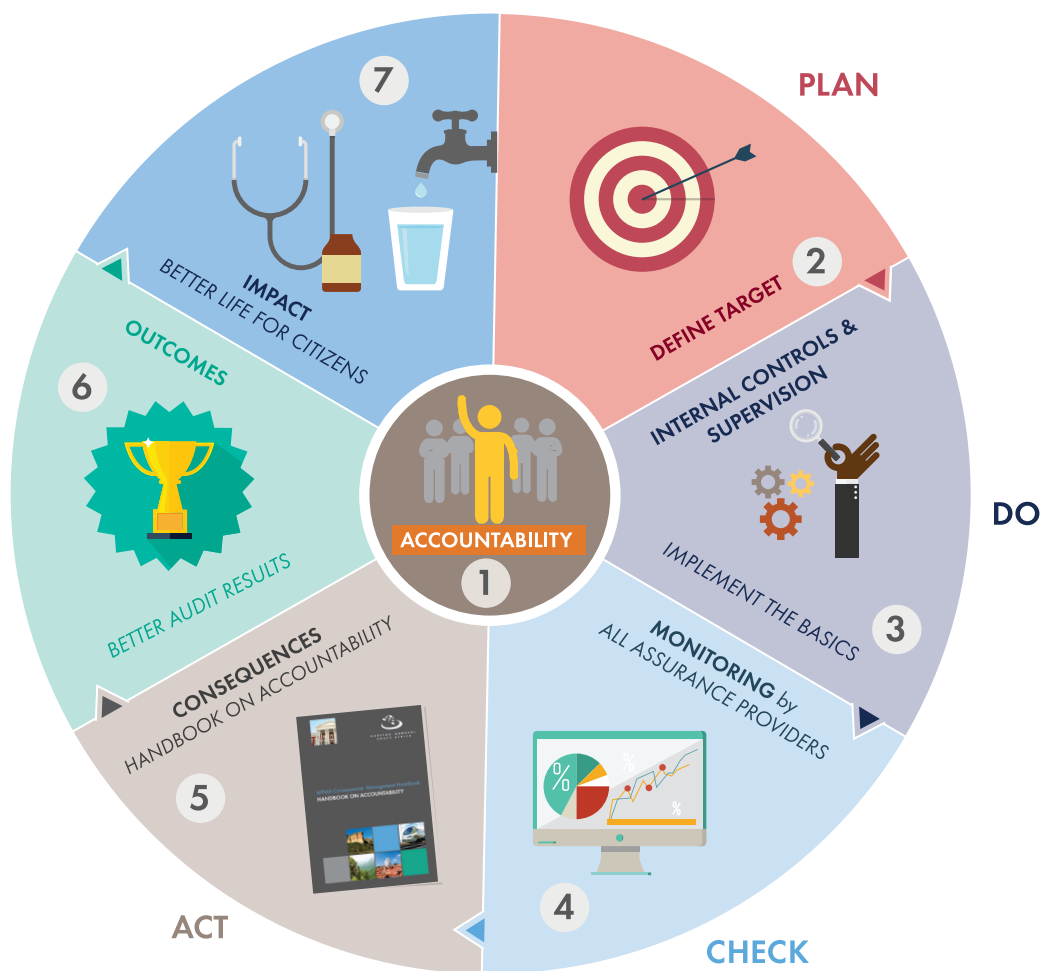 7
IMPACT
BETTER LIFE FOR CITIZENS
PLAN
2
DEFINE TARGET
INTERNAL CONTROLS &
SUPERVISION
IMPLEMENT THE BASICS
3
DO
MONITORING by
ALL ASSURANCE PROVIDERS
%
%
%
4
CHECK
CONSEQUENCES
HANDBOOK ON ACCOUNTABILITY
HANDBOOK ON ACCOUNTABILITY
5
ACT
OUTCOMES
6
BETTER AUDIT RESULTS
ACCOUNTABILITY
1